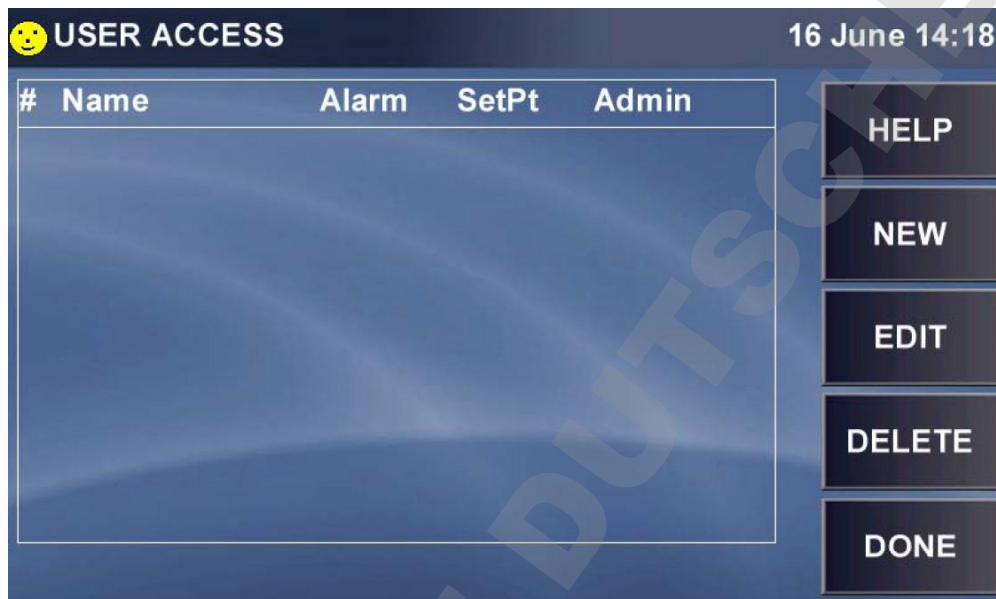 USER ACCESS 16 June 14:18
# Name Alarm SetPt Admin
HELP
NEW
EDIT
DELETE
DONE